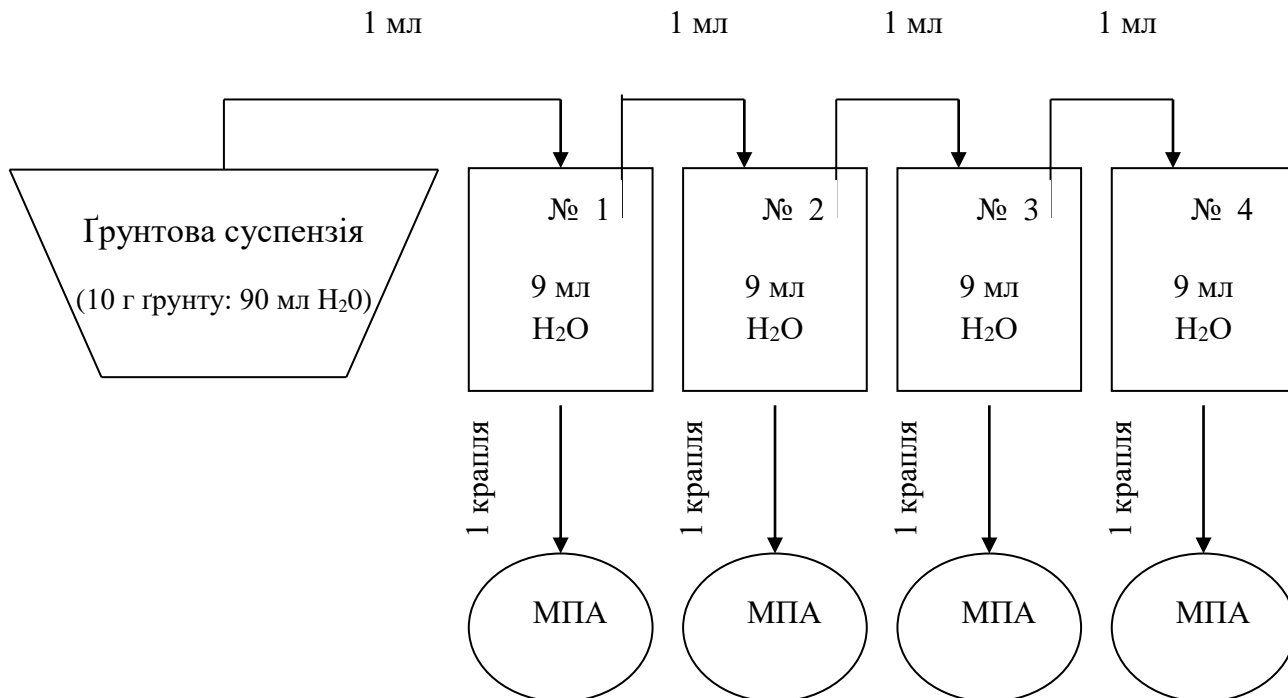 1 мл 1 мл 1 мл 1 мл
Ґрунтова суспензія
(10 г ґрунту: 90 мл H₂0)
№ 1
9 мл
H₂O
№ 2
9 мл
H₂O
№ 3
9 мл
H₂O
№ 4
9 мл
H₂O
1 крапля
1 крапля
1 крапля
1 крапля
МПА
МПА
МПА
МПА